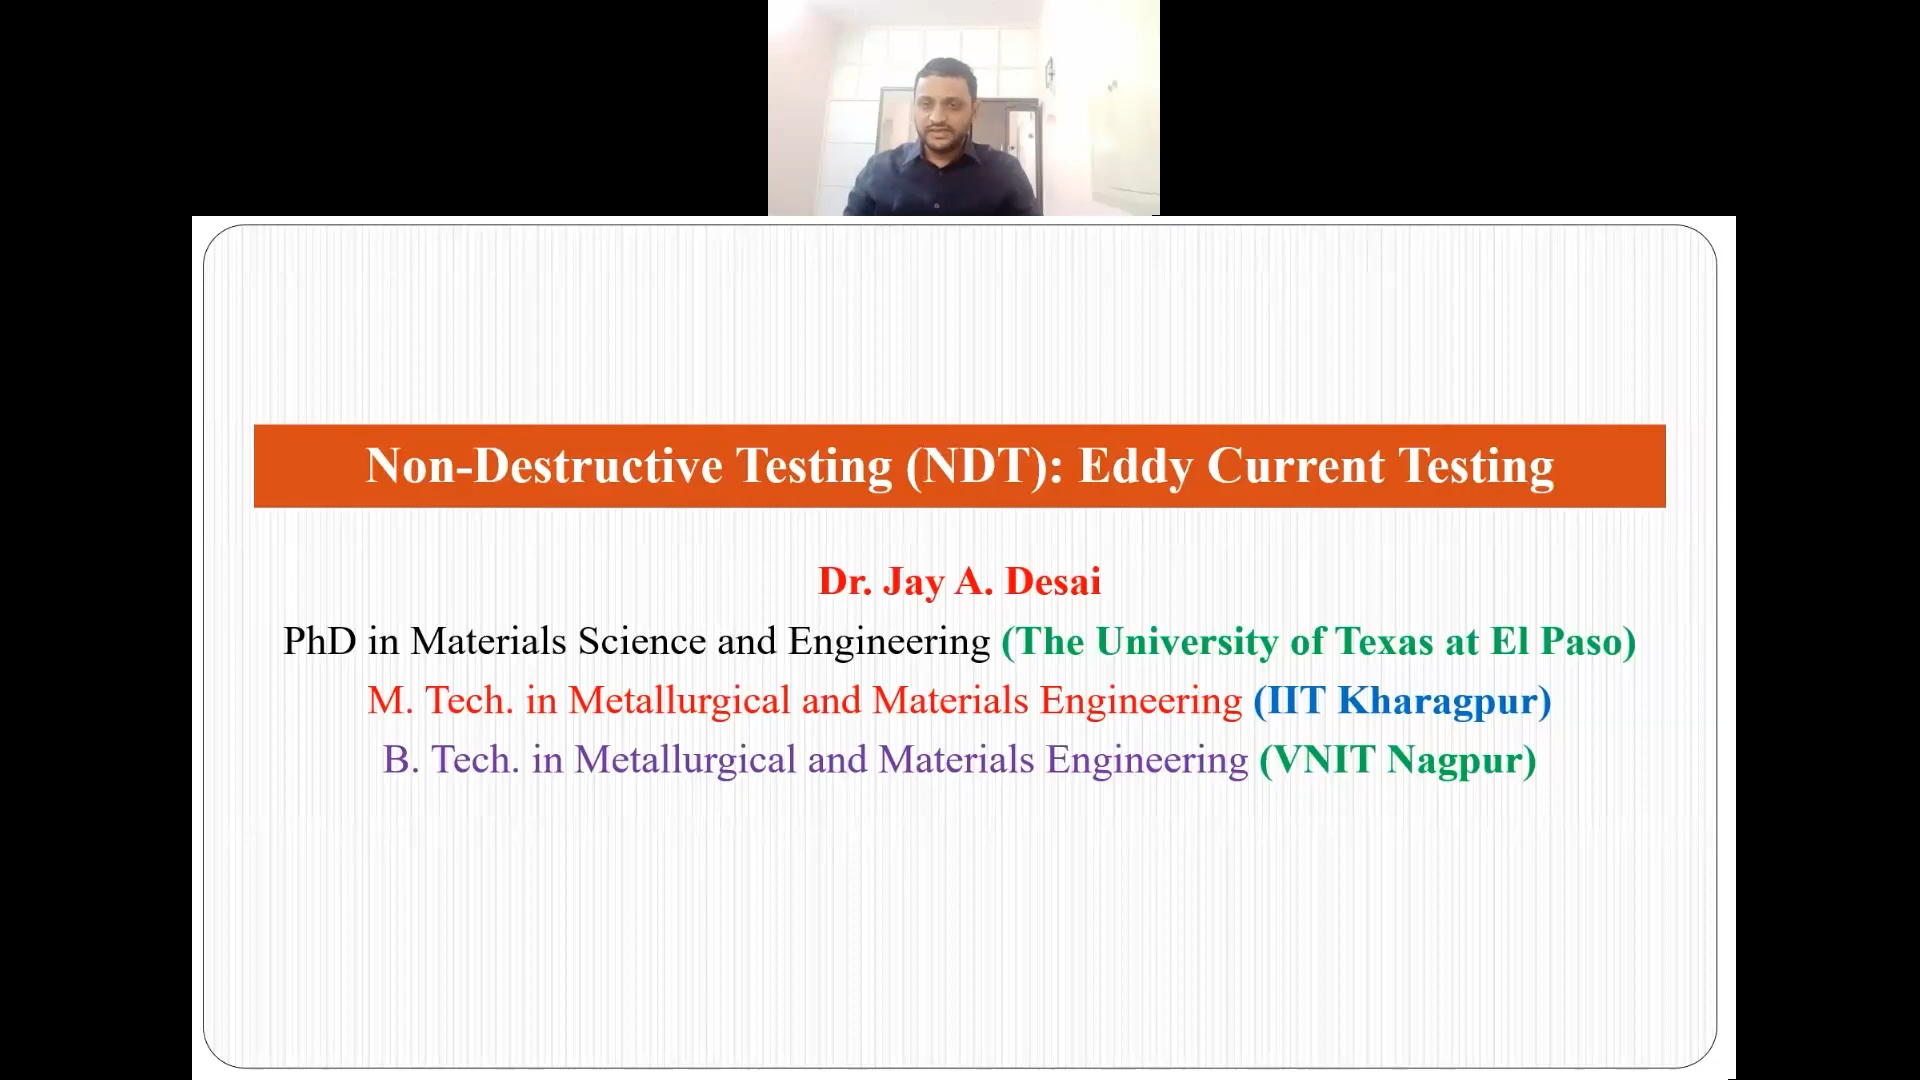 Non-Destructive Testing (NDT): Eddy Current Testing
Dr. Jay A. Desai
PhD in Materials Science and Engineering (The University of Texas at El Paso)
M. Tech. in Metallurgical and Materials Engineering (IIT Kharagpur)
B. Tech. in Metallurgical and Materials Engineering (VNIT Nagpur)